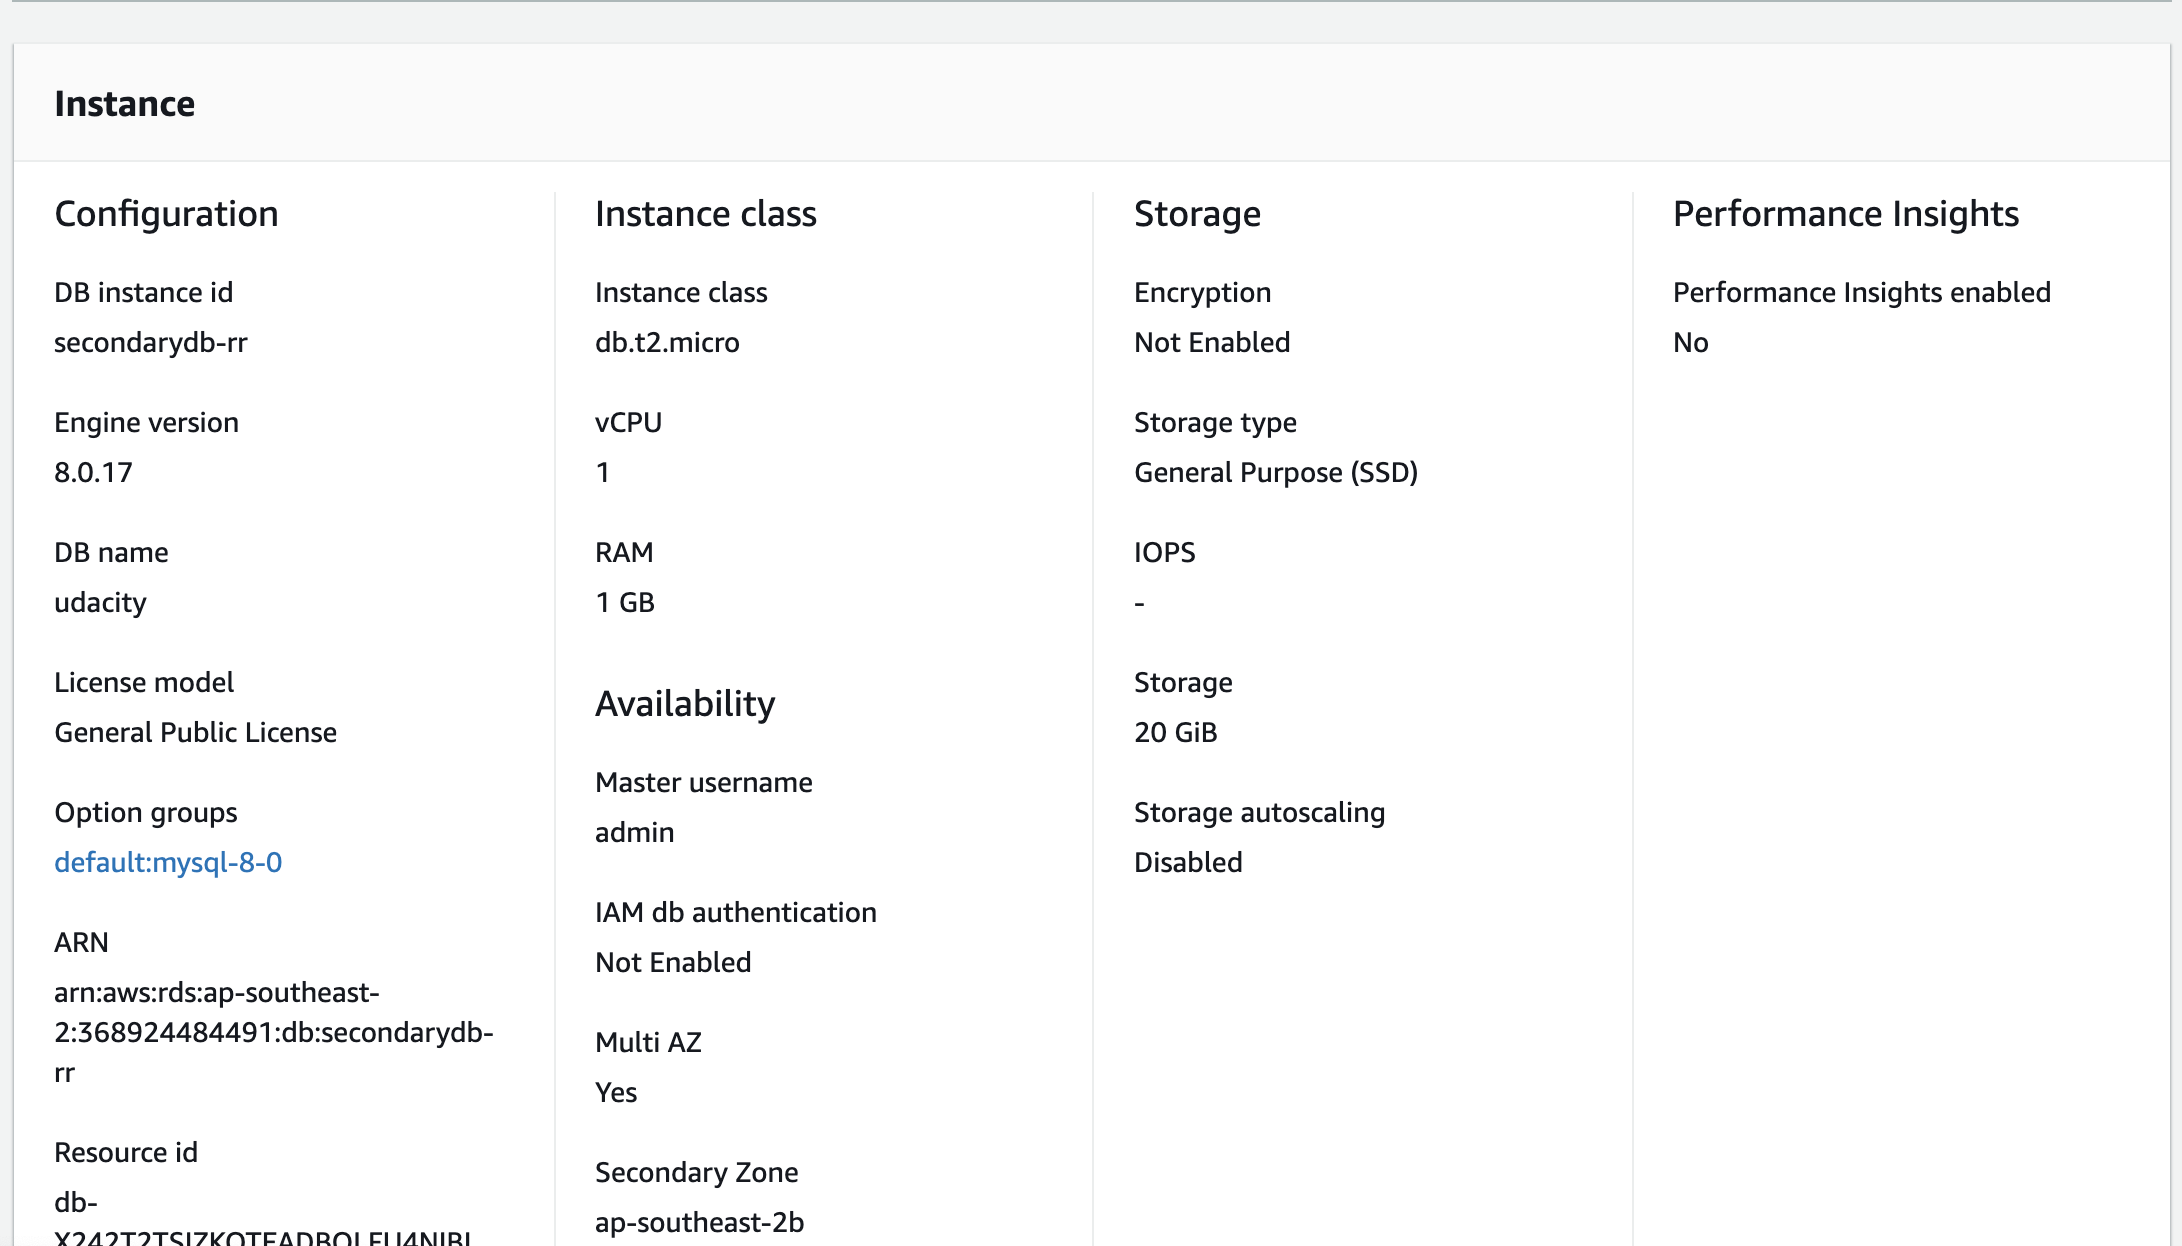 Instance
Configuration
DB instance id
secondarydb-rr
Engine version
8.0.17
DB name
udacity
License model
General Public License
Option groups
default:mysql-8-0
ARN
arn:aws:rds:ap-southeast-
2:368924484491:db:secondarydb-
rr
Resource id
db-
Instance class
Instance class
db.t2.micro
vCPU
1
RAM
1 GB
Availability
Master username
admin
IAM db authentication
Not Enabled
Multi AZ
Yes
Secondary Zone
ap-southeast-2b
Storage
Encryption
Not Enabled
Storage type
General Purpose (SSD)
IOPS
-
Storage
20 GiB
Storage autoscaling
Disabled
Performance Insights
Performance Insights enabled
No